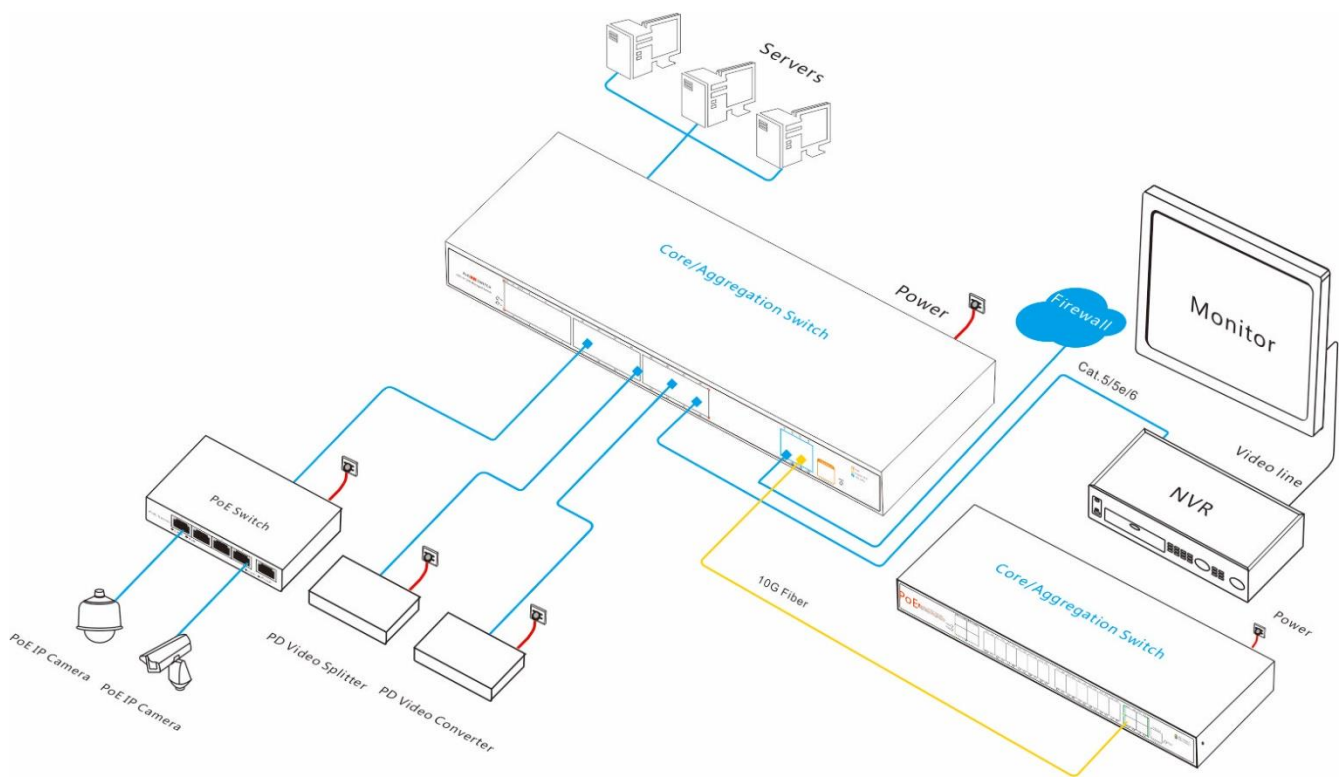 Servers
Core/Aggregation Switch
Power
Firewall
Monitor
Cat.5/5e/6
Video line
NVR
PoE Switch
10G Fiber
Core/Aggregation Switch
PoE
Power
PD Video Splitter
PD Video Converter
PoE IP Camera
PoE IP Camera